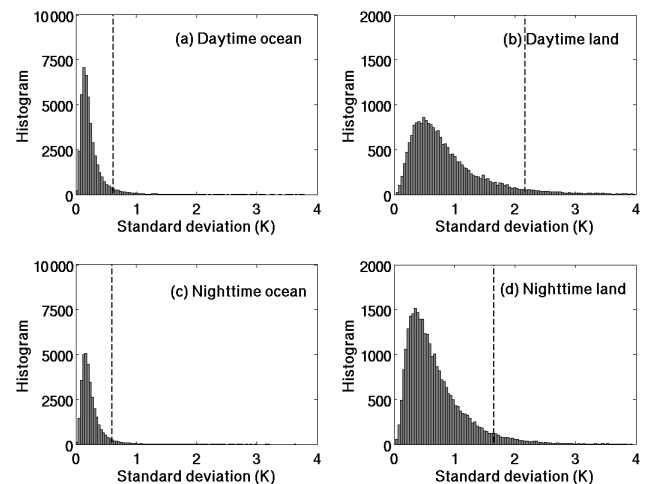 (a) Daytime ocean
Histogram
10000
7500
5000
2500
0
0 1 2 3 4
Standard deviation (K)
(b) Daytime land
Histogram
2000
1500
1000
500
0
0 1 2 3 4
Standard deviation (K)
(c) Nighttime ocean
Histogram
10000
7500
5000
2500
0
0 1 2 3 4
Standard deviation (K)
(d) Nighttime land
Histogram
2000
1500
1000
500
0
0 1 2 3 4
Standard deviation (K)